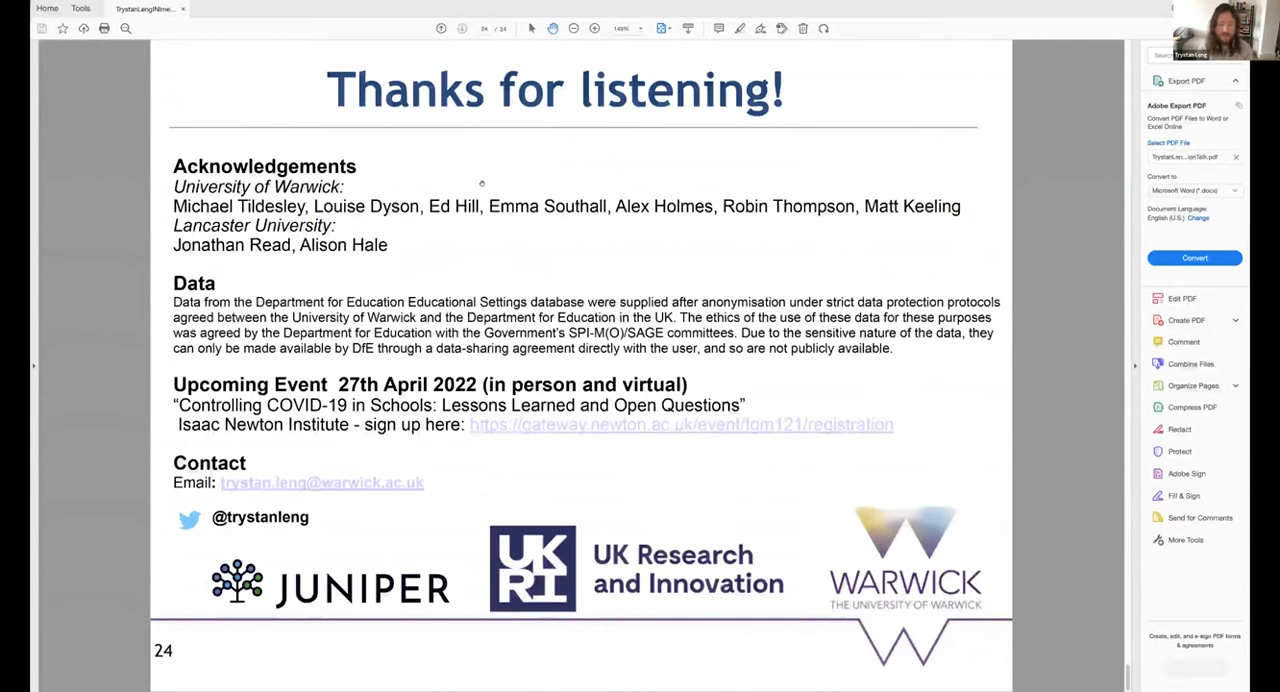 Home Tools TrystanLengINIme... ×
24 / 24 149%
Trystan Leng
Thanks for listening!
Acknowledgements
University of Warwick:
Michael Tildesley, Louise Dyson, Ed Hill, Emma Southall, Alex Holmes, Robin Thompson, Matt Keeling
Lancaster University:
Jonathan Read, Alison Hale
Data
Data from the Department for Education Educational Settings database were supplied after anonymisation under strict data protection protocols
agreed between the University of Warwick and the Department for Education in the UK. The ethics of the use of these data for these purposes
was agreed by the Department for Education with the Government's SPI-M(O)/SAGE committees. Due to the sensitive nature of the data, they
can only be made available by DfE through a data-sharing agreement directly with the user, and so are not publicly available.
Upcoming Event 27th April 2022 (in person and virtual)
“Controlling COVID-19 in Schools: Lessons Learned and Open Questions”
Isaac Newton Institute - sign up here: https://gateway.newton.ac.uk/event/tgm121/registration
Contact
Email: trystan.leng@warwick.ac.uk
@trystanleng
JUNIPER
UK
RI
UK Research
and Innovation
WARWICK
THE UNIVERSITY OF WARWICK
24
Export PDF
Adobe Export PDF
Convert PDF Files to Word or
Excel Online
Select PDF File
TrystanLen...ionTalk.pdf ×
Convert to
Microsoft Word (*.docx)
Document Language:
English (U.S.) Change
Convert
Edit PDF
Create PDF
Comment
Combine Files
Organize Pages
Compress PDF
Redact
Protect
Adobe Sign
Fill & Sign
Send for Comments
More Tools
Create, edit, and e-sign PDF forms
& agreements